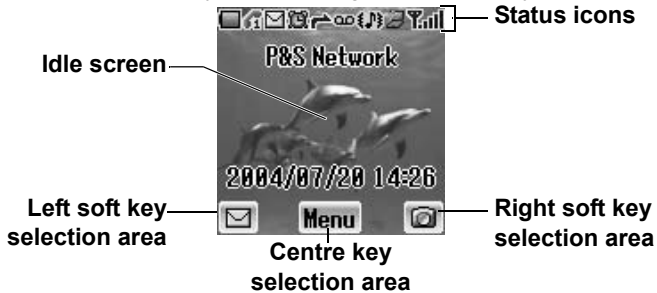 Status icons
P&S Network
Idle screen
2004/07/20 14:26
Left soft key
selection area
Menu
Right soft key
selection area
Centre key
selection area